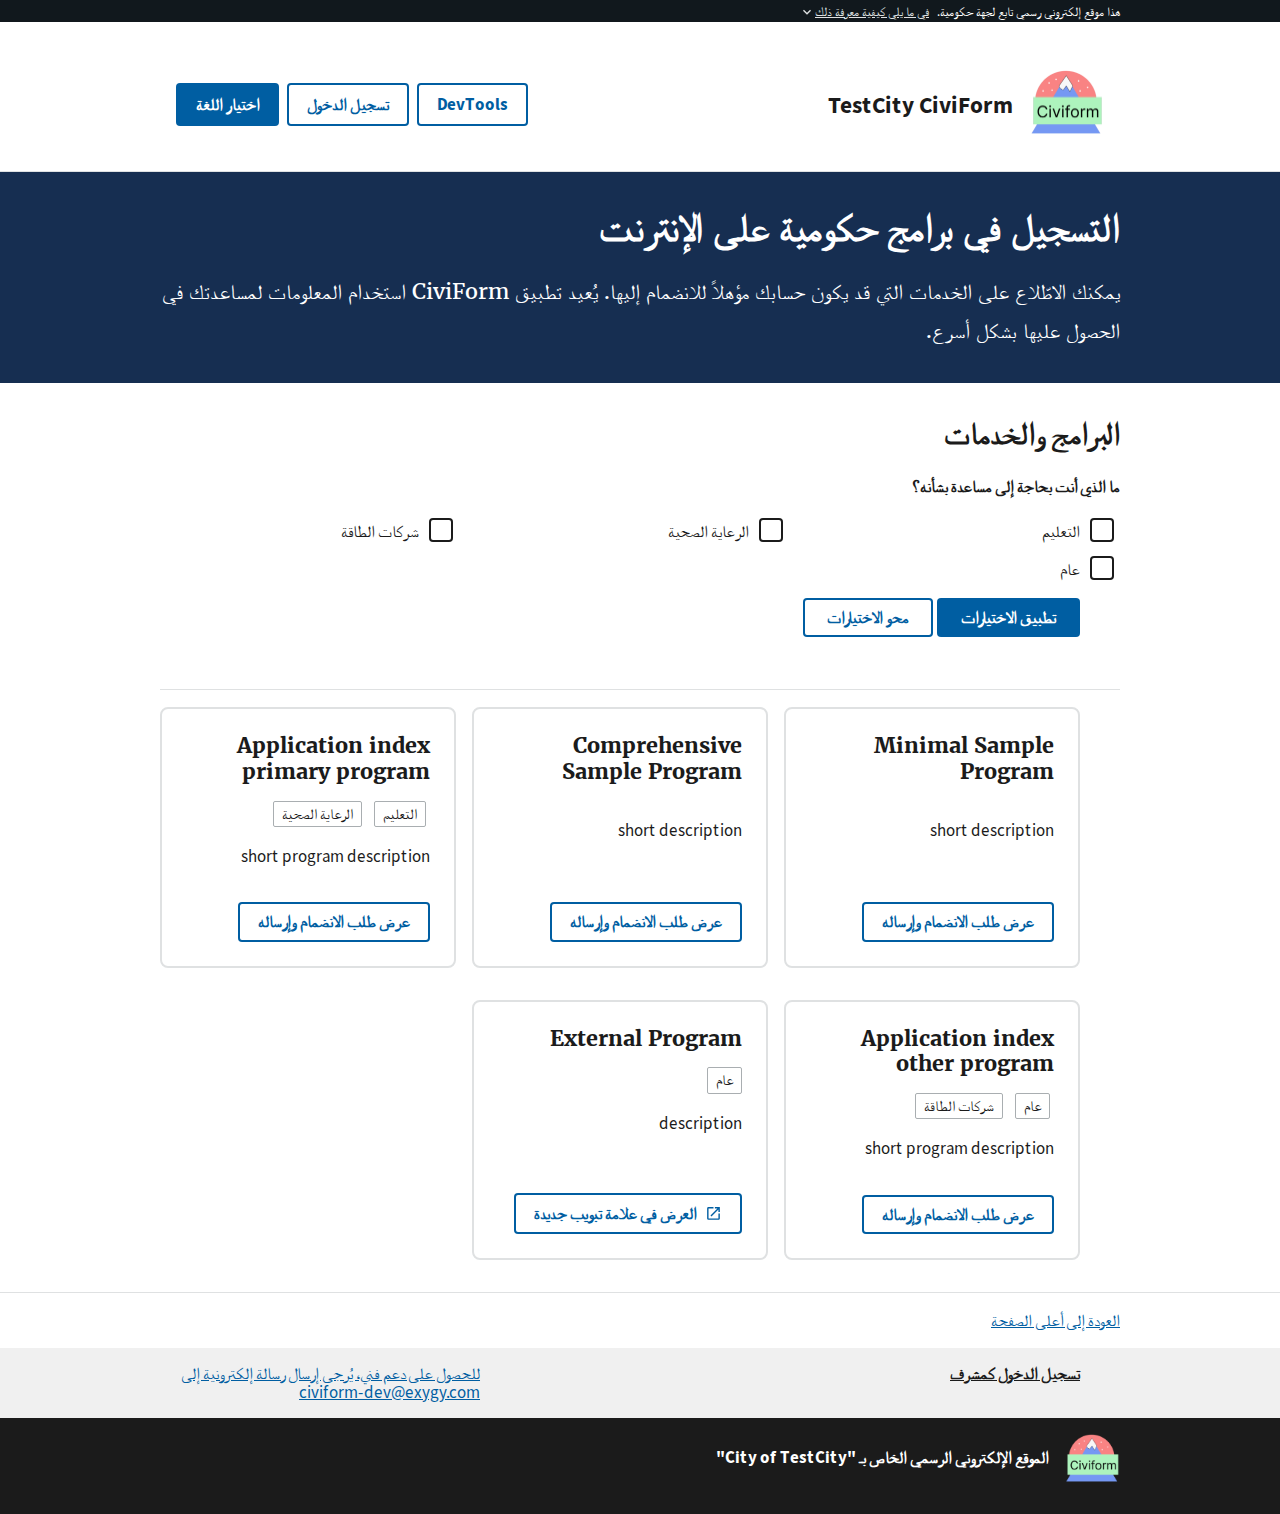 هذا موقع إلكتروني رسمي تابع لجهة حكومية. في ما يلي كيفية معرفة ذلك
Civiform
TestCity CiviForm
DevTools
تسجيل الدخول
اختيار اللغة
التسجيل في برامج حكومية على الإنترنت
يمكنك الاطّلاع على الخدمات التي قد يكون حسابك مؤهلاً للانضمام إليها. يُعيد تطبيق CiviForm استخدام المعلومات لمساعدتك في
الحصول عليها بشكل أسرع.
البرامج والخدمات
ما الذي أنت بحاجة إلى مساعدة بشأنه؟
التعليم
الرعاية الصحية
شركات الطاقة
عام
تطبيق الاختيارات
محو الاختيارات
Minimal Sample
Program
short description
عرض طلب الانضمام وإرساله
Comprehensive
Sample Program
short description
عرض طلب الانضمام وإرساله
Application index
primary program
التعليم
الرعاية الصحية
short program description
عرض طلب الانضمام وإرساله
Application index
other program
عام
شركات الطاقة
short program description
عرض طلب الانضمام وإرساله
External Program
عام
description
العرض في علامة تبويب جديدة
العودة إلى أعلى الصفحة
تسجيل الدخول كمشرف
للحصول على دعم فني، يُرجى إرسال رسالة إلكترونية إلى
civiform-dev@exygy.com
Civiform
الموقع الإلكتروني الرسمي الخاص بـ "City of TestCity"